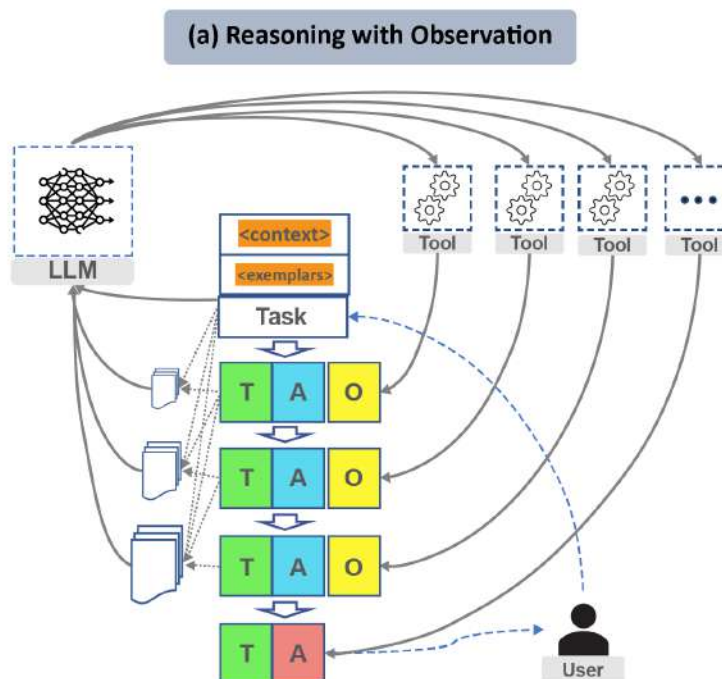 (a) Reasoning with Observation
LLM
Tool Tool Tool Tool
<context>
<exemplars>
Task
T A O
T A O
T A O
T A
User